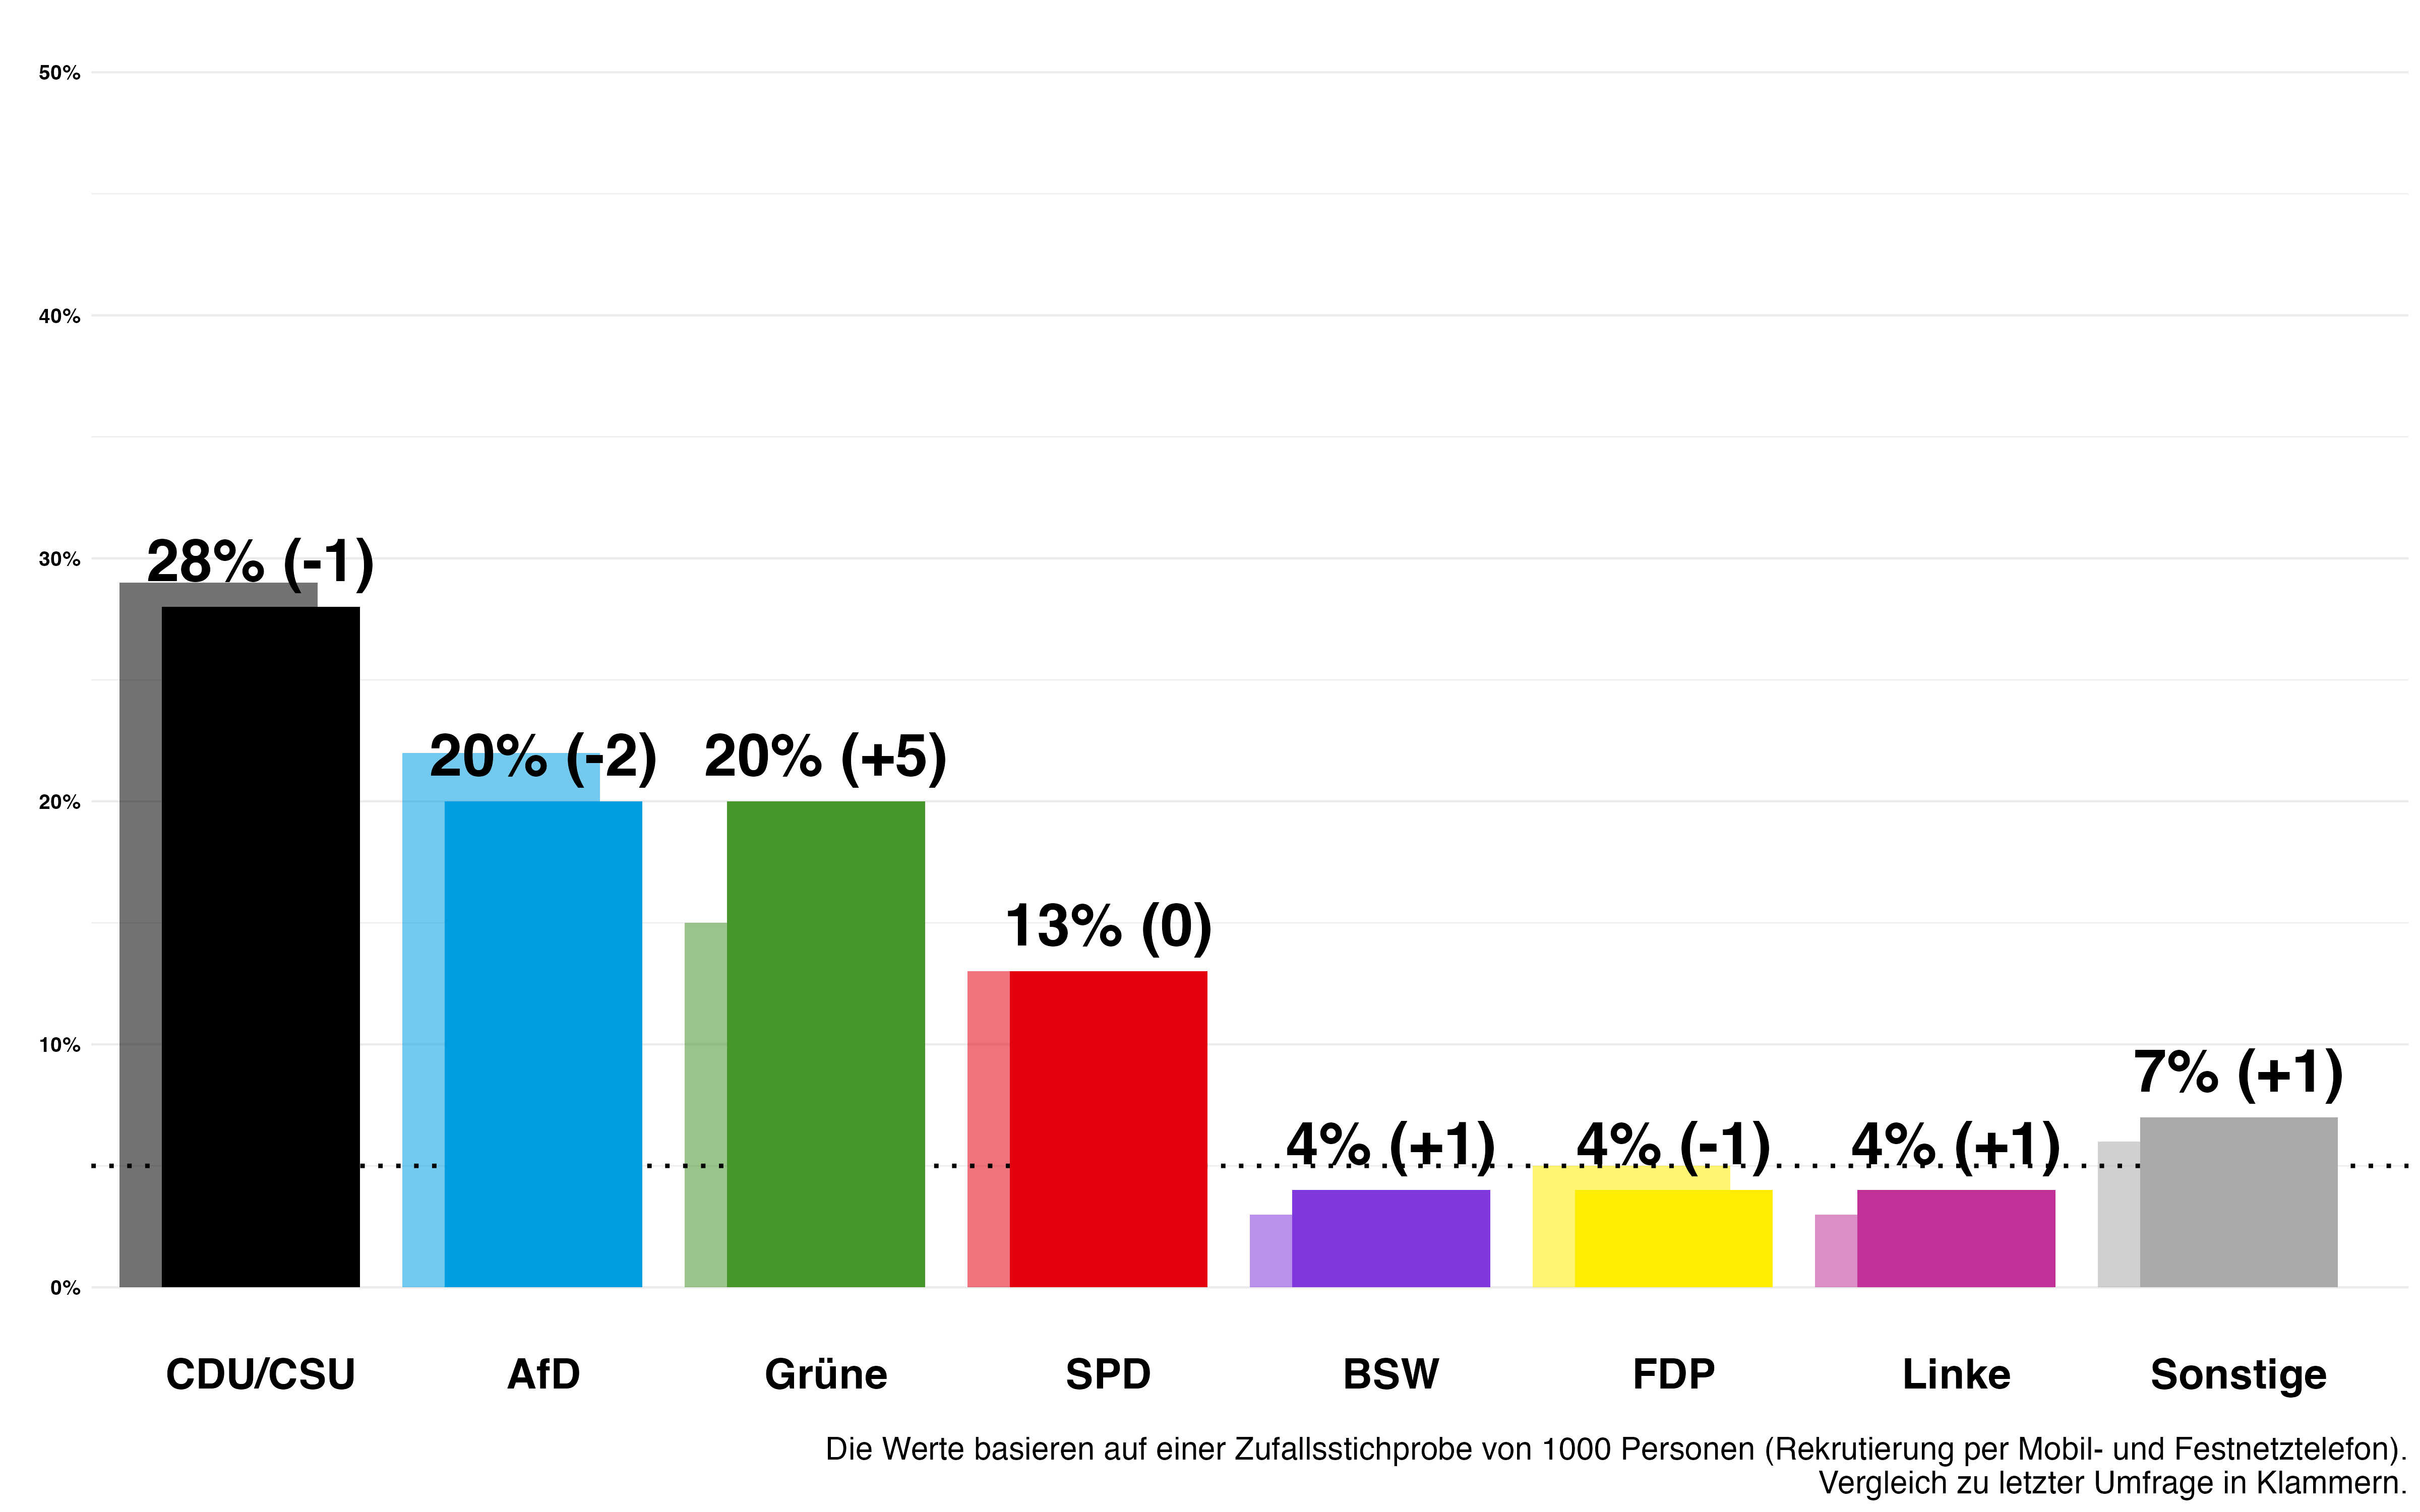 50%
40%
30%
20%
10%
0%
28% (-1)
20% (-2)
20% (+5)
13% (0)
4% (+1)
4% (-1)
4% (+1)
7% (+1)
CDU/CSU
AfD
Grüne
SPD
BSW
FDP
Linke
Sonstige
Die Werte basieren auf einer Zufallsstichprobe von 1000 Personen (Rekrutierung per Mobil- und Festnetztelefon).
Vergleich zu letzter Umfrage in Klammern.